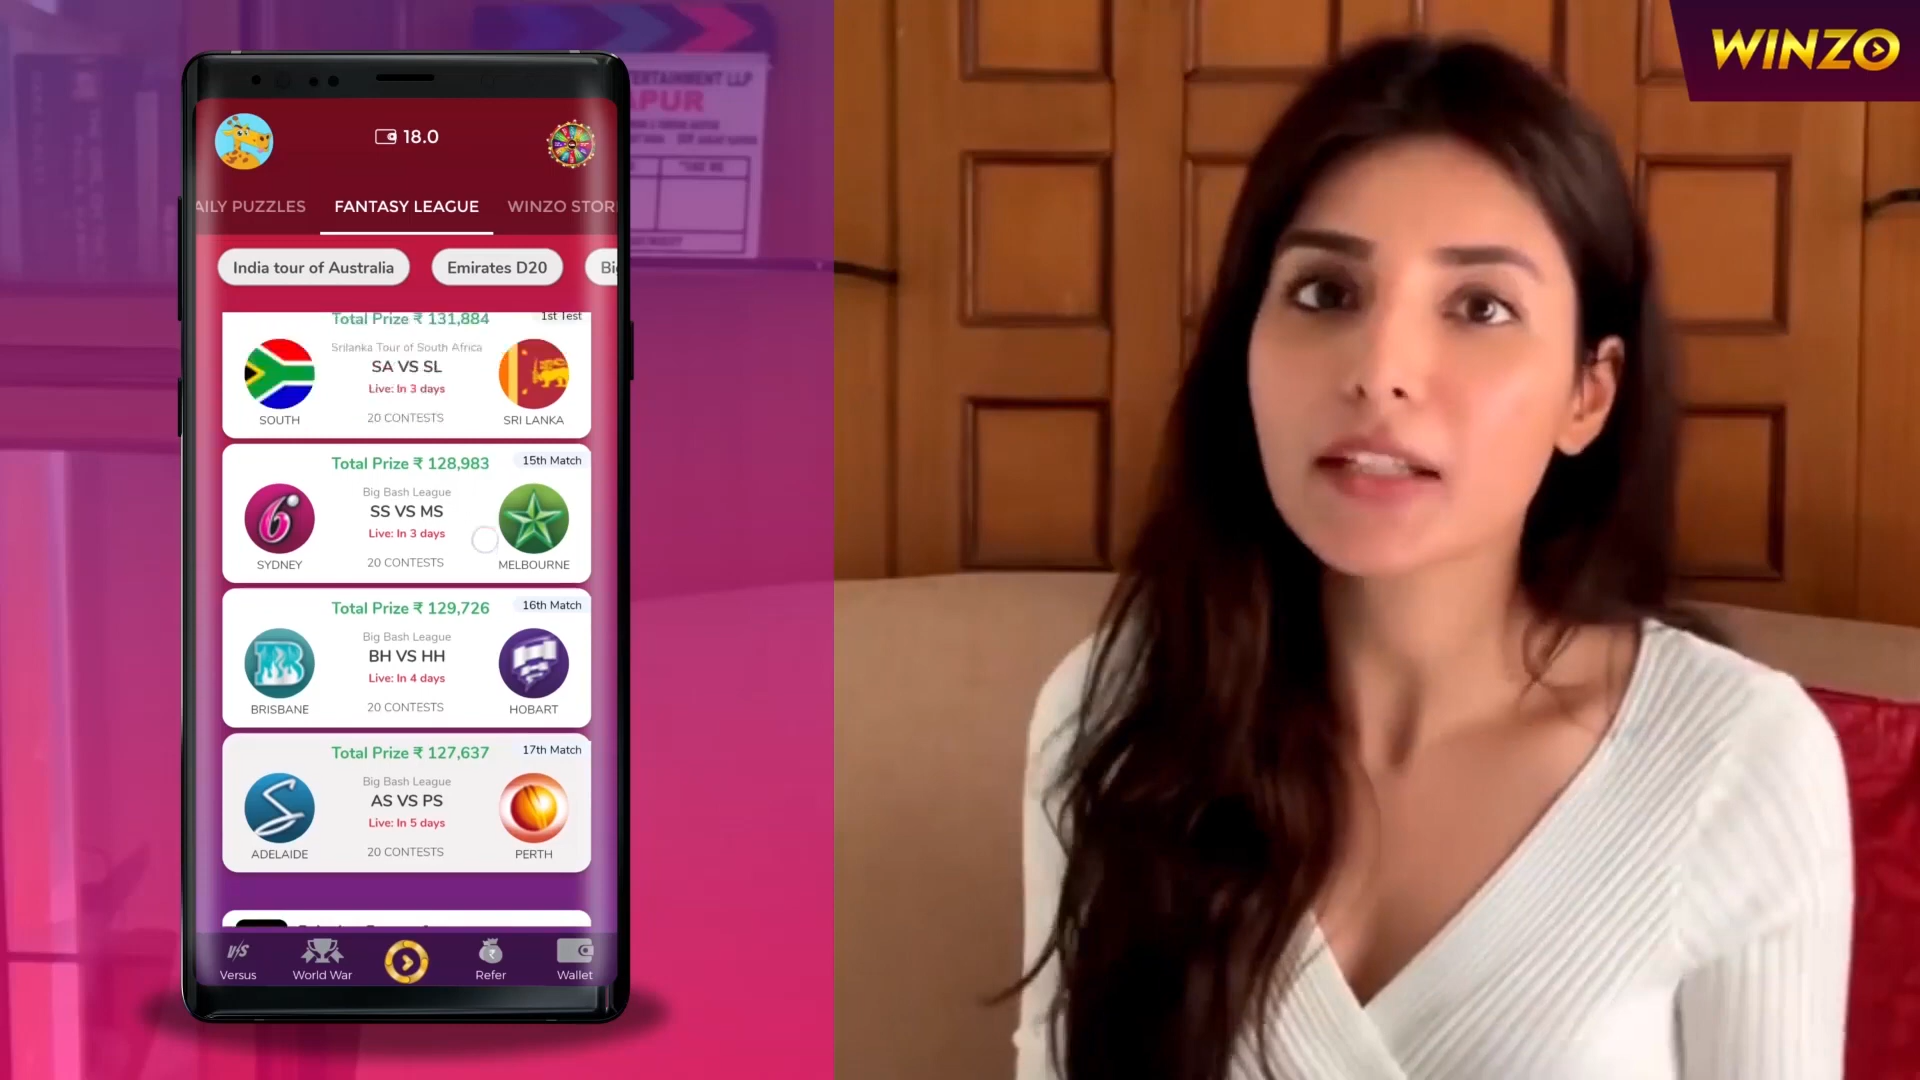 WINZO
ERTAINMENT LLP
APUR
18.0
AILY PUZZLES
FANTASY LEAGUE
WINZO STOR
India tour of Australia
Emirates D20
Total Prize ₹ 131,884
1st Test
Srilanka Tour of South Africa
SA VS SL
Live: In 3 days
SOUTH
20 CONTESTS
SRI LANKA
Total Prize ₹ 128,983
15th Match
Big Bash League
SS VS MS
Live: In 3 days
SYDNEY
20 CONTESTS
MELBOURNE
Total Prize ₹ 129,726
16th Match
Big Bash League
BH VS HH
Live: In 4 days
BRISBANE
20 CONTESTS
HOBART
Total Prize ₹ 127,637
17th Match
Big Bash League
AS VS PS
Live: In 5 days
ADELAIDE
20 CONTESTS
PERTH
V/S
Versus
World War
Refer
Wallet